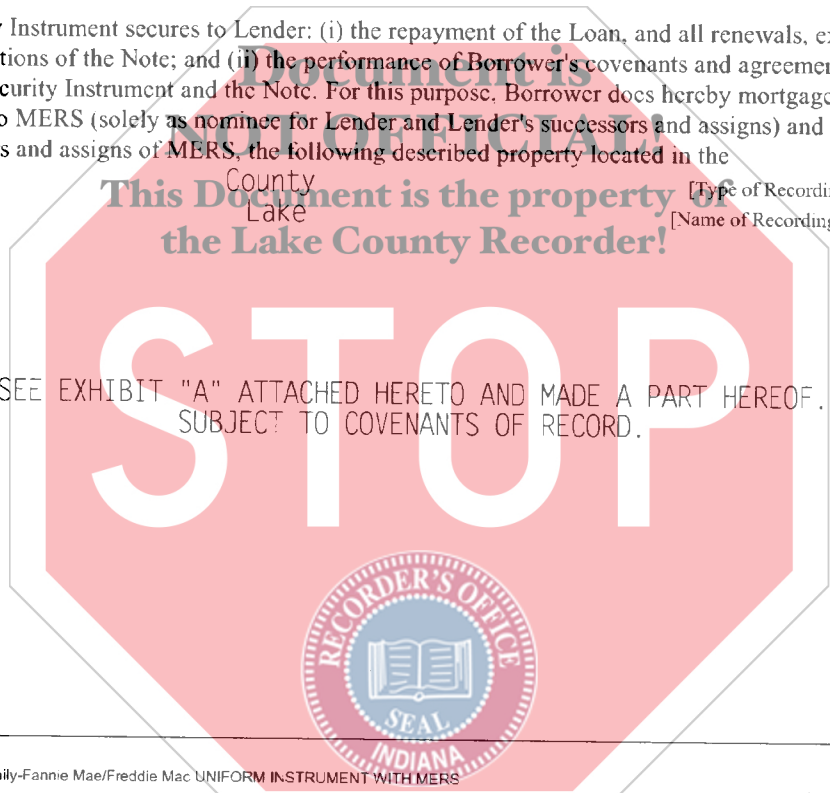 Instrument secures to Lender: (i) the repayment of the Loan, and all renewals,
tions of the Note; and (ii) the performance of Borrower's covenants and agreemen
curity Instrument and the Note. For this purpose, Borrower does hereby mortgage
o MERS (solely as nominee for Lender and Lender's successors and assigns) and
s and assigns of MERS, the following described property located in the
County [Type of Recordi
Lake [Name of Recording
Document is
NOT OFFICIAL!
This Document is the property of
the Lake County Recorder!
STOP
SEE EXHIBIT "A" ATTACHED HERETO AND MADE A PART HEREOF.
SUBJECT TO COVENANTS OF RECORD.
RECORDER'S OFFICE
SEAL
INDIANA
ily-Fannie Mae/Freddie Mac UNIFORM INSTRUMENT WITH MERS